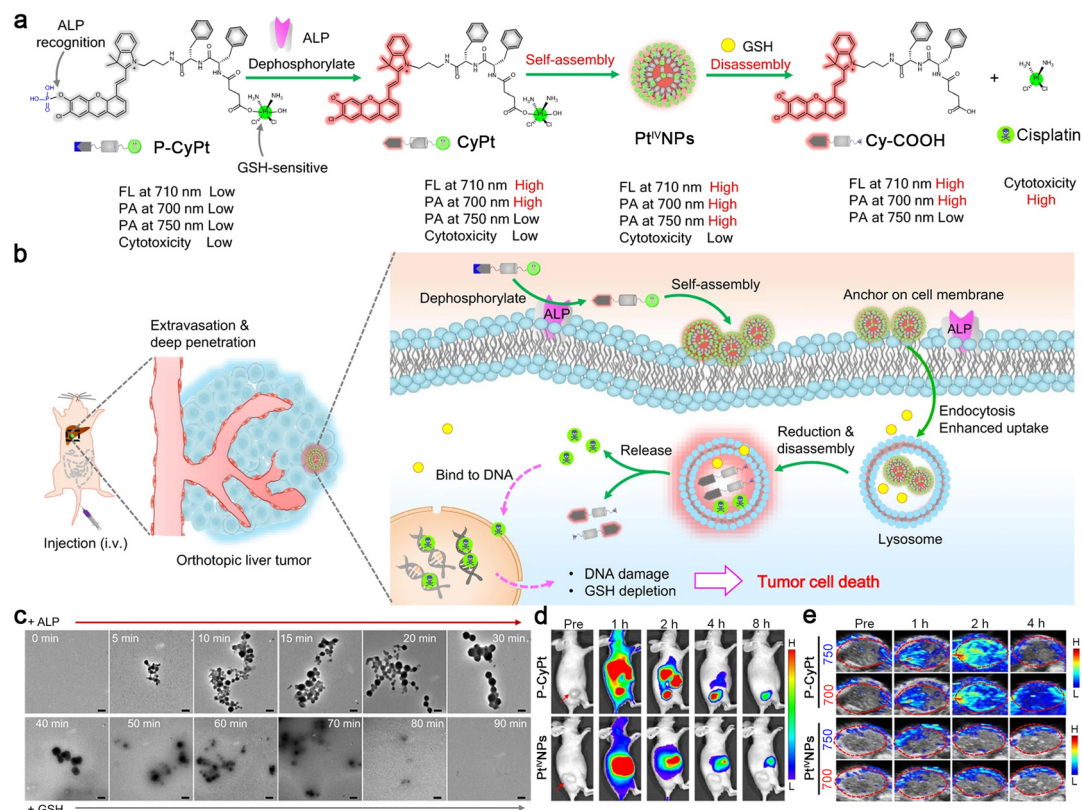 a
ALP
recognition
ALP
Dephosphorylate
Self-assembly
GSH
Disassembly
P-CyPt
GSH-sensitive
CyPt
Pt^IVNPs
Cy-COOH
+
Cisplatin
FL at 710 nm Low
PA at 700 nm Low
PA at 750 nm Low
Cytotoxicity Low
FL at 710 nm High
PA at 700 nm High
PA at 750 nm Low
Cytotoxicity Low
FL at 710 nm High
PA at 700 nm High
PA at 750 nm High
Cytotoxicity Low
FL at 710 nm High
PA at 700 nm High
PA at 750 nm Low
Cytotoxicity
High
b
Extravasation &
deep penetration
Injection (i.v.)
Orthotopic liver tumor
Dephosphorylate
ALP
Self-assembly
Anchor on cell membrane
ALP
Endocytosis
Enhanced uptake
Lysosome
Reduction &
disassembly
Release
Bind to DNA
• DNA damage
• GSH depletion
Tumor cell death
c
+ ALP
0 min 5 min 10 min 15 min 20 min 30 min
40 min 50 min 60 min 70 min 80 min 90 min
+ GSH
d
Pre 1 h 2 h 4 h 8 h
P-CyPt
Pt^IVNPs
H
L
e
Pre 1 h 2 h 4 h
P-CyPt
750
700
Pt^IVNPs
750
700
H
L
H
L